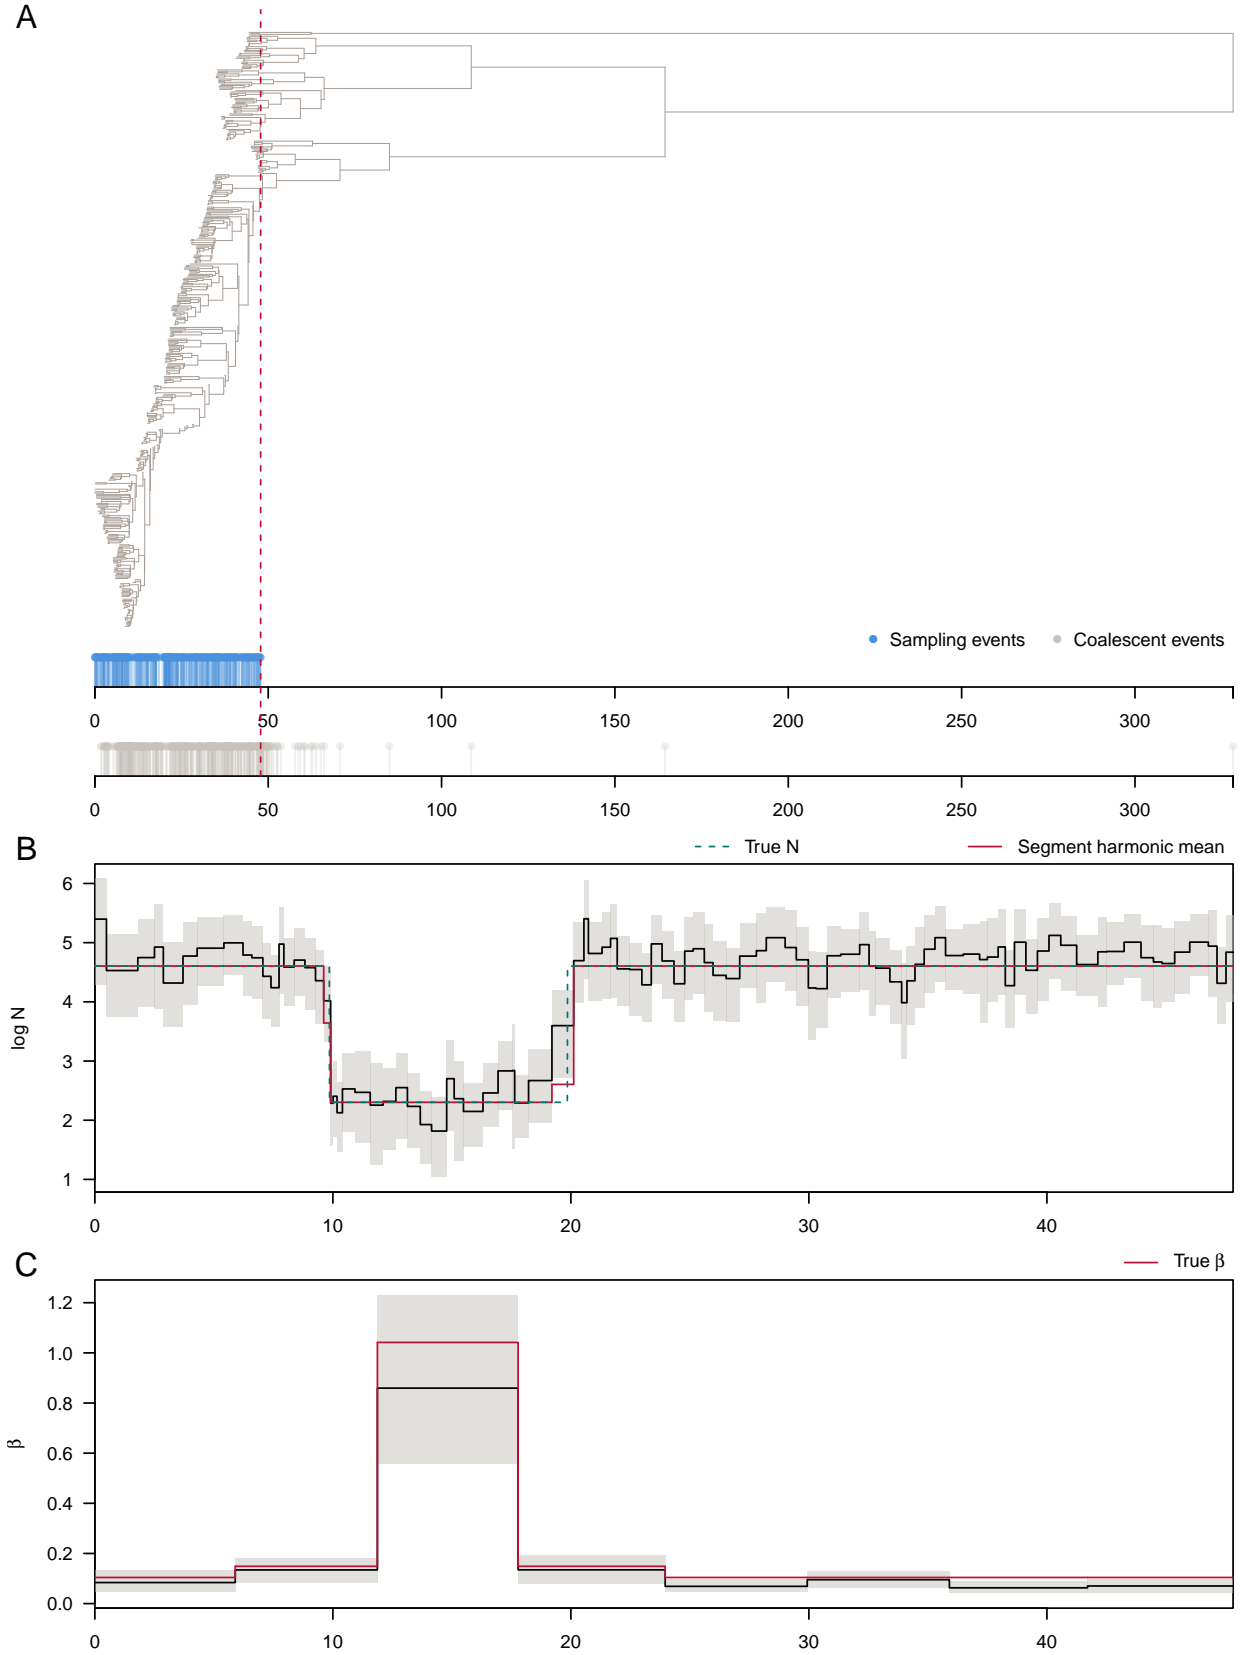 A
Sampling events Coalescent events
0 50 100 150 200 250 300
0 50 100 150 200 250 300
B
True N Segment harmonic mean
log N
6
5
4
3
2
1
0 10 20 30 40
C
True β
β
1.2
1.0
0.8
0.6
0.4
0.2
0.0
0 10 20 30 40